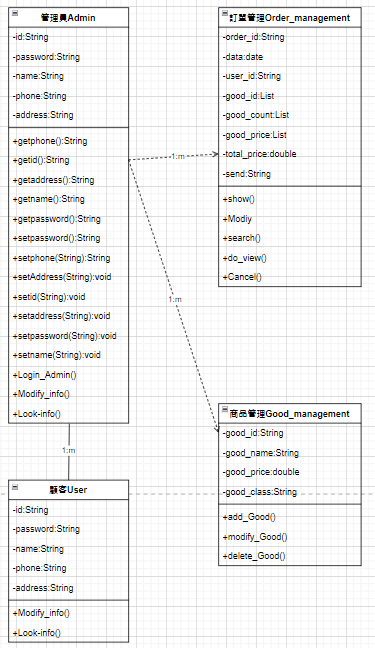 管理員Admin
-id:String
-password:String
-name:String
-phone:String
-address:String
+getphone():String
+getid():String
+getaddress():String
+getname():String
+getpassword():String
+setpassword():String
+setphone(String):String
+setAddress(String):void
+setid(String):void
+setaddress(String):void
+setpassword(String):void
+setname(String):void
+Login_Admin()
+Modify_info()
+Look-info()
1:m
顧客User
-id:String
-password:String
-name:String
-phone:String
-address:String
+Modify_info()
+Look-info()
訂單管理Order_management
-order_id:String
-data:date
-user_id:String
-good_id:List
-good_count:List
-good_price:List
-total_price:double
-send:String
+show()
+Modiy
+search()
+do_view()
+Cancel()
1:m
1:m
商品管理Good_management
-good_id:String
-good_name:String
-good_price:double
-good_class:String
+add_Good()
+modify_Good()
+delete_Good()